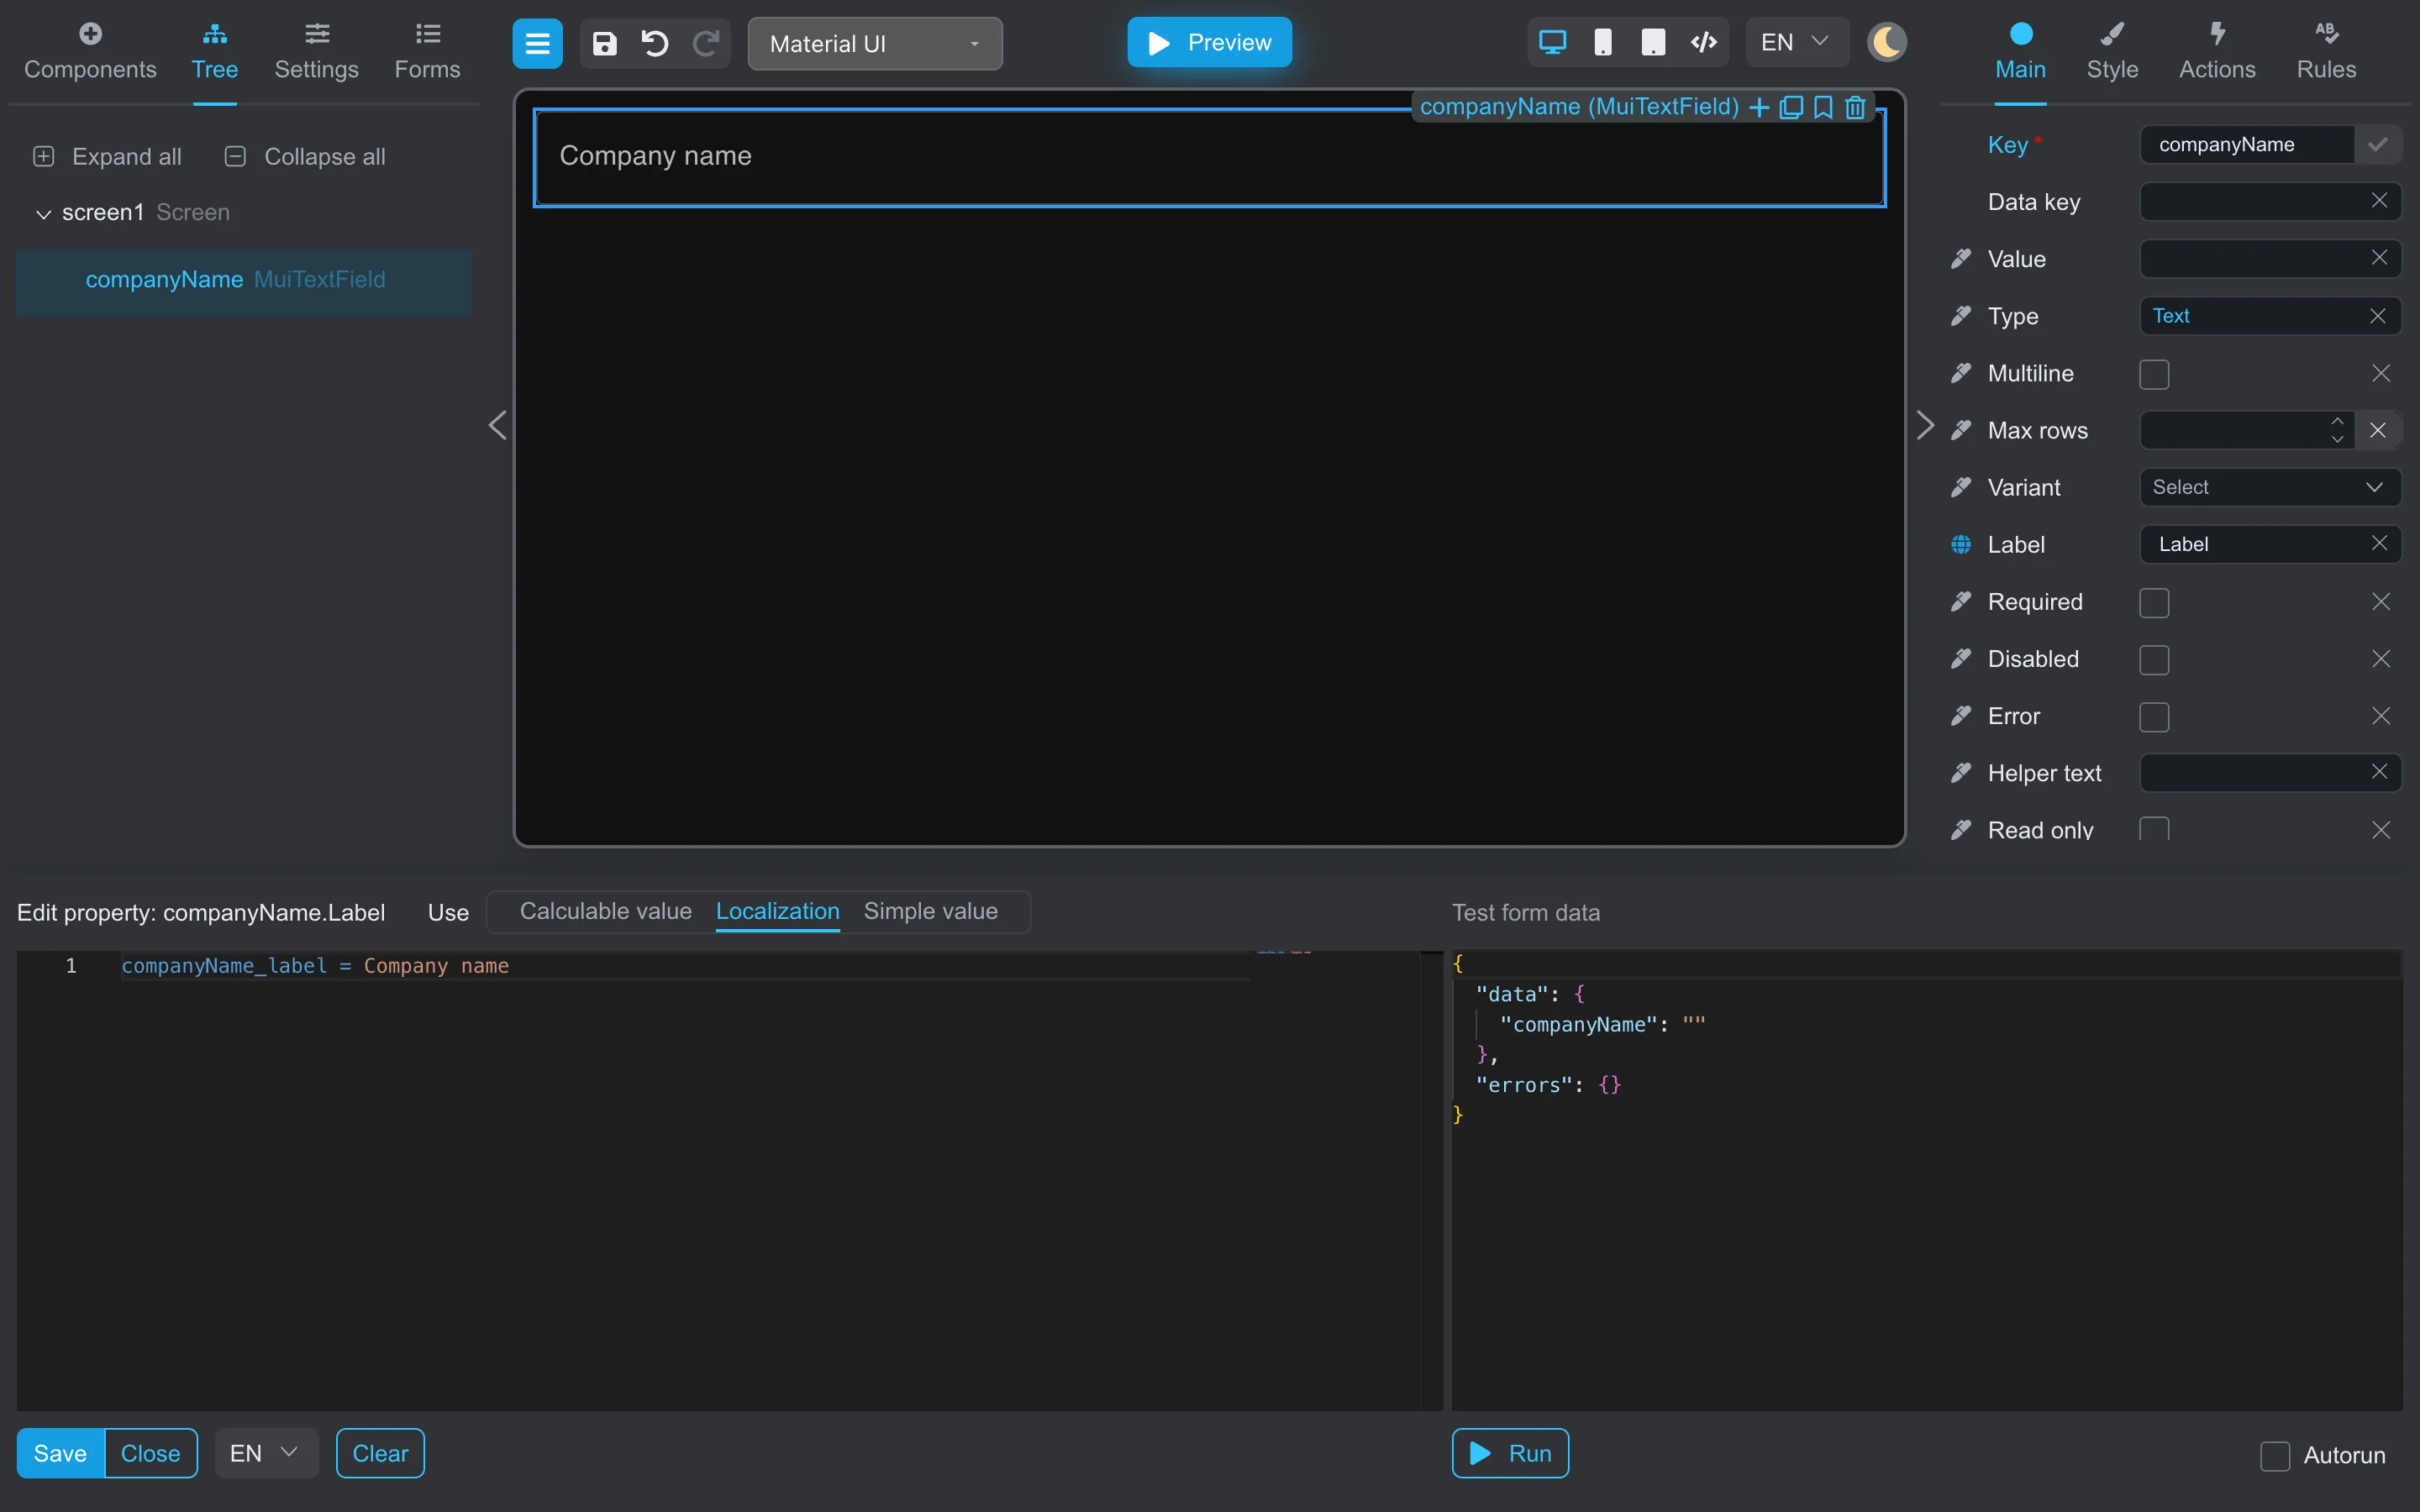 Components
Tree
Settings
Forms
Material UI
Preview
EN
Main
Style
Actions
Rules
Expand all
Collapse all
screen1 Screen
companyName MuiTextField
companyName (MuiTextField)
Company name
Key * companyName
Data key
Value
Type Text
Multiline
Max rows
Variant Select
Label Label
Required
Disabled
Error
Helper text
Read only
Edit property: companyName.Label
Use
Calculable value
Localization
Simple value
Test form data
1 companyName_label = Company name
{
"data": {
"companyName": ""
},
"errors": {}
}
Save
Close
EN
Clear
Run
Autorun